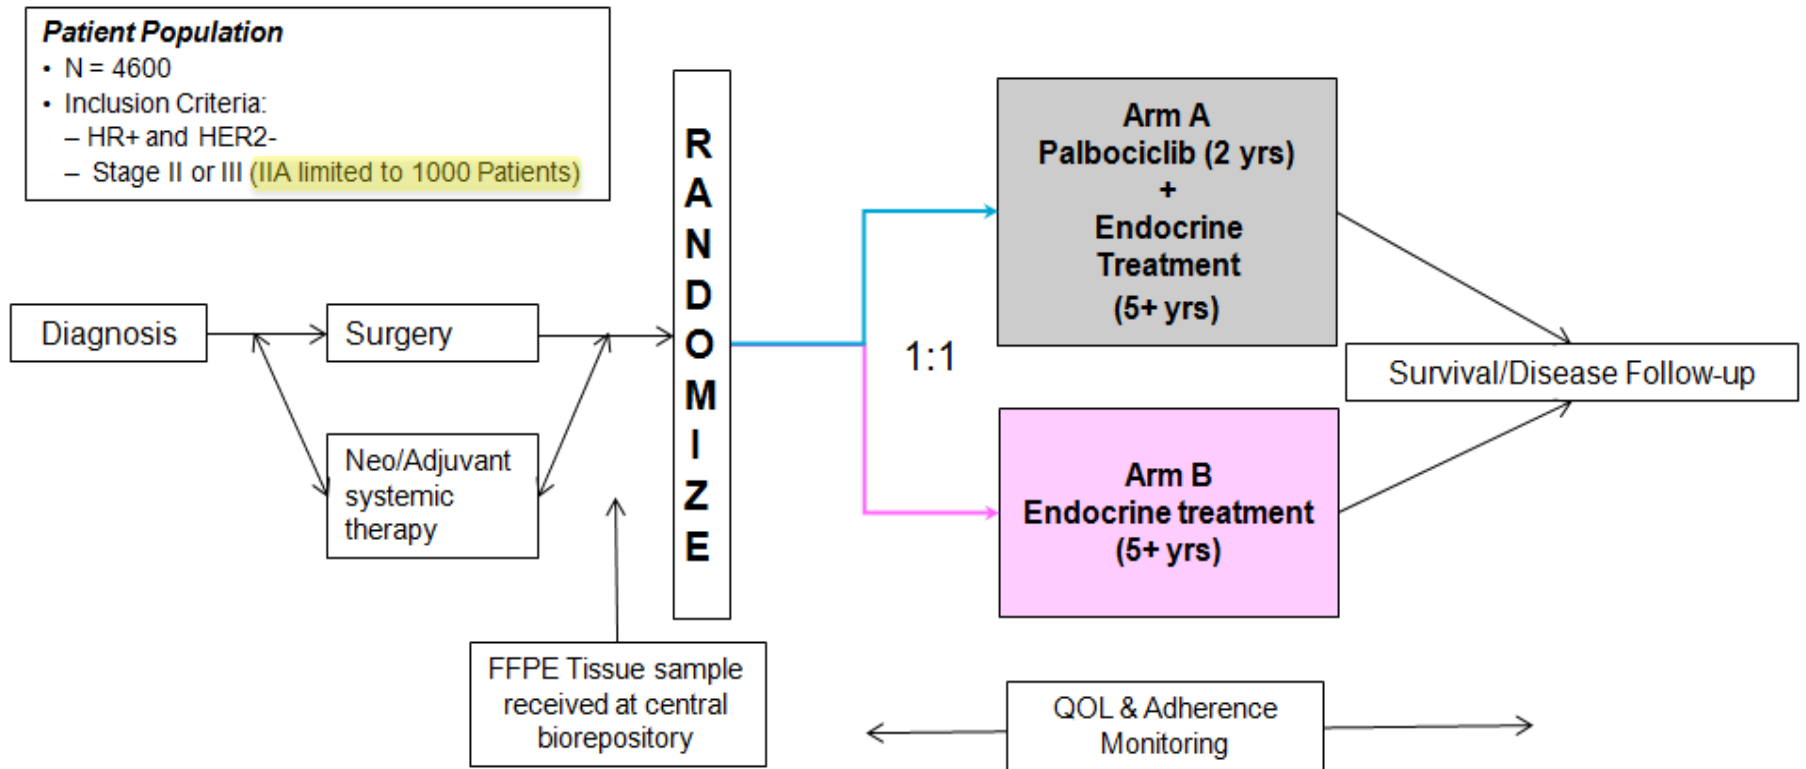 Patient Population
• N = 4600
• Inclusion Criteria:
– HR+ and HER2-
– Stage II or III (IIA limited to 1000 Patients)
Diagnosis
Surgery
Neo/Adjuvant
systemic
therapy
FFPE Tissue sample
received at central
biorepository
R
A
N
D
O
M
I
Z
E
1:1
Arm A
Palbociclib (2 yrs)
+
Endocrine
Treatment
(5+ yrs)
Arm B
Endocrine treatment
(5+ yrs)
Survival/Disease Follow-up
QOL & Adherence
Monitoring